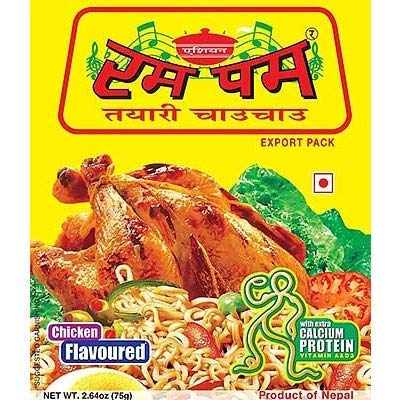 एशियन
रम पम
R
तयारी चाउचाउ
EXPORT PACK
Chicken
Flavoured
with extra
CALCIUM
PROTEIN
VITAMIN A&D3
NET WT. 2.64oz (75g)
Product of Nepal